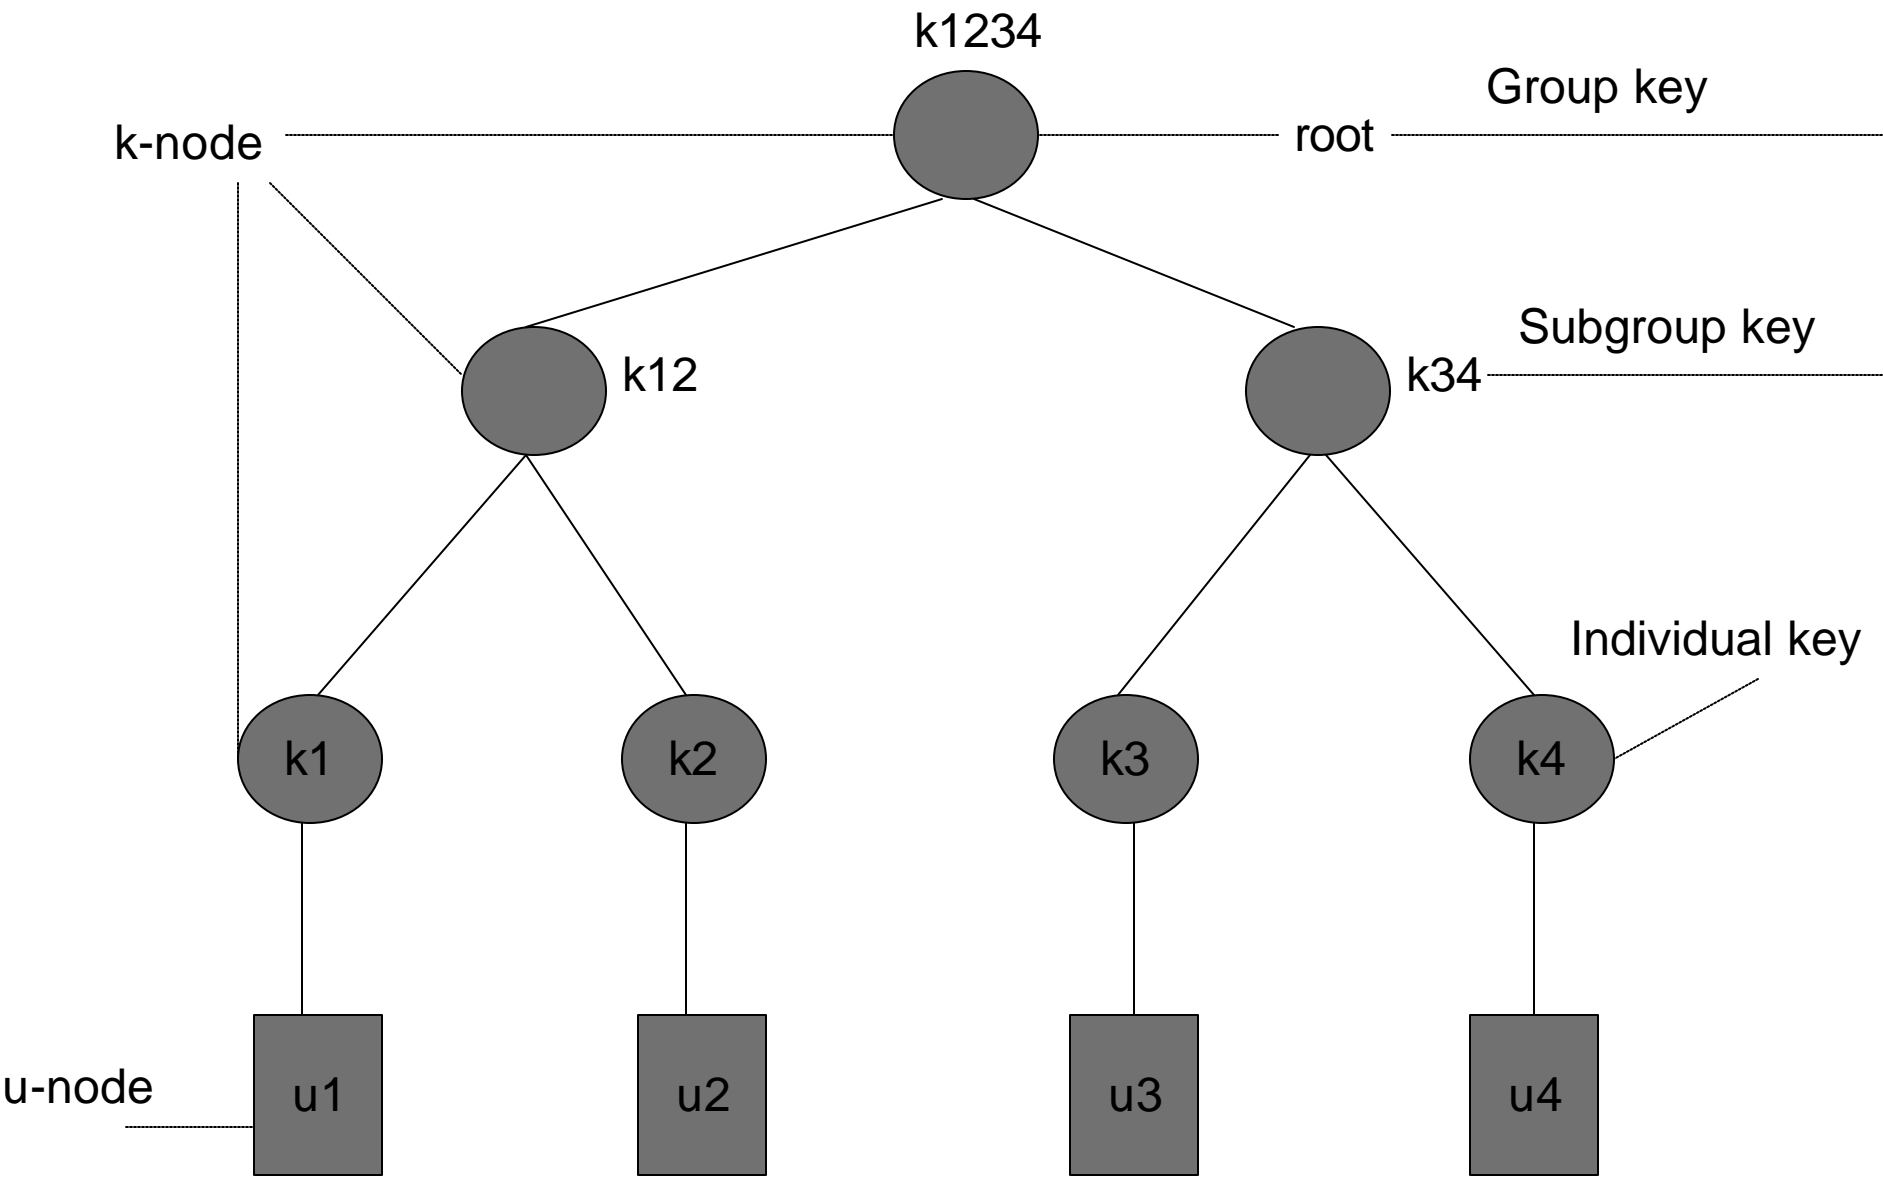 k1234
Group key
k-node
root
Subgroup key
k12
k34
Individual key
k1
k2
k3
k4
u-node
u1
u2
u3
u4